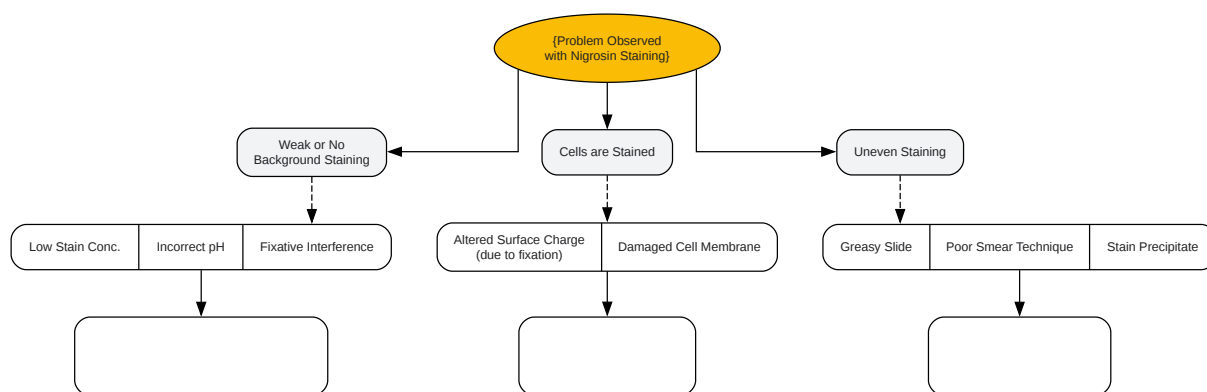 {Problem Observed
with Nigrosin Staining}
Weak or No
Background Staining
Cells are Stained
Uneven Staining
Low Stain Conc.
Incorrect pH
Fixative Interference
Altered Surface Charge
(due to fixation)
Damaged Cell Membrane
Greasy Slide
Poor Smear Technique
Stain Precipitate